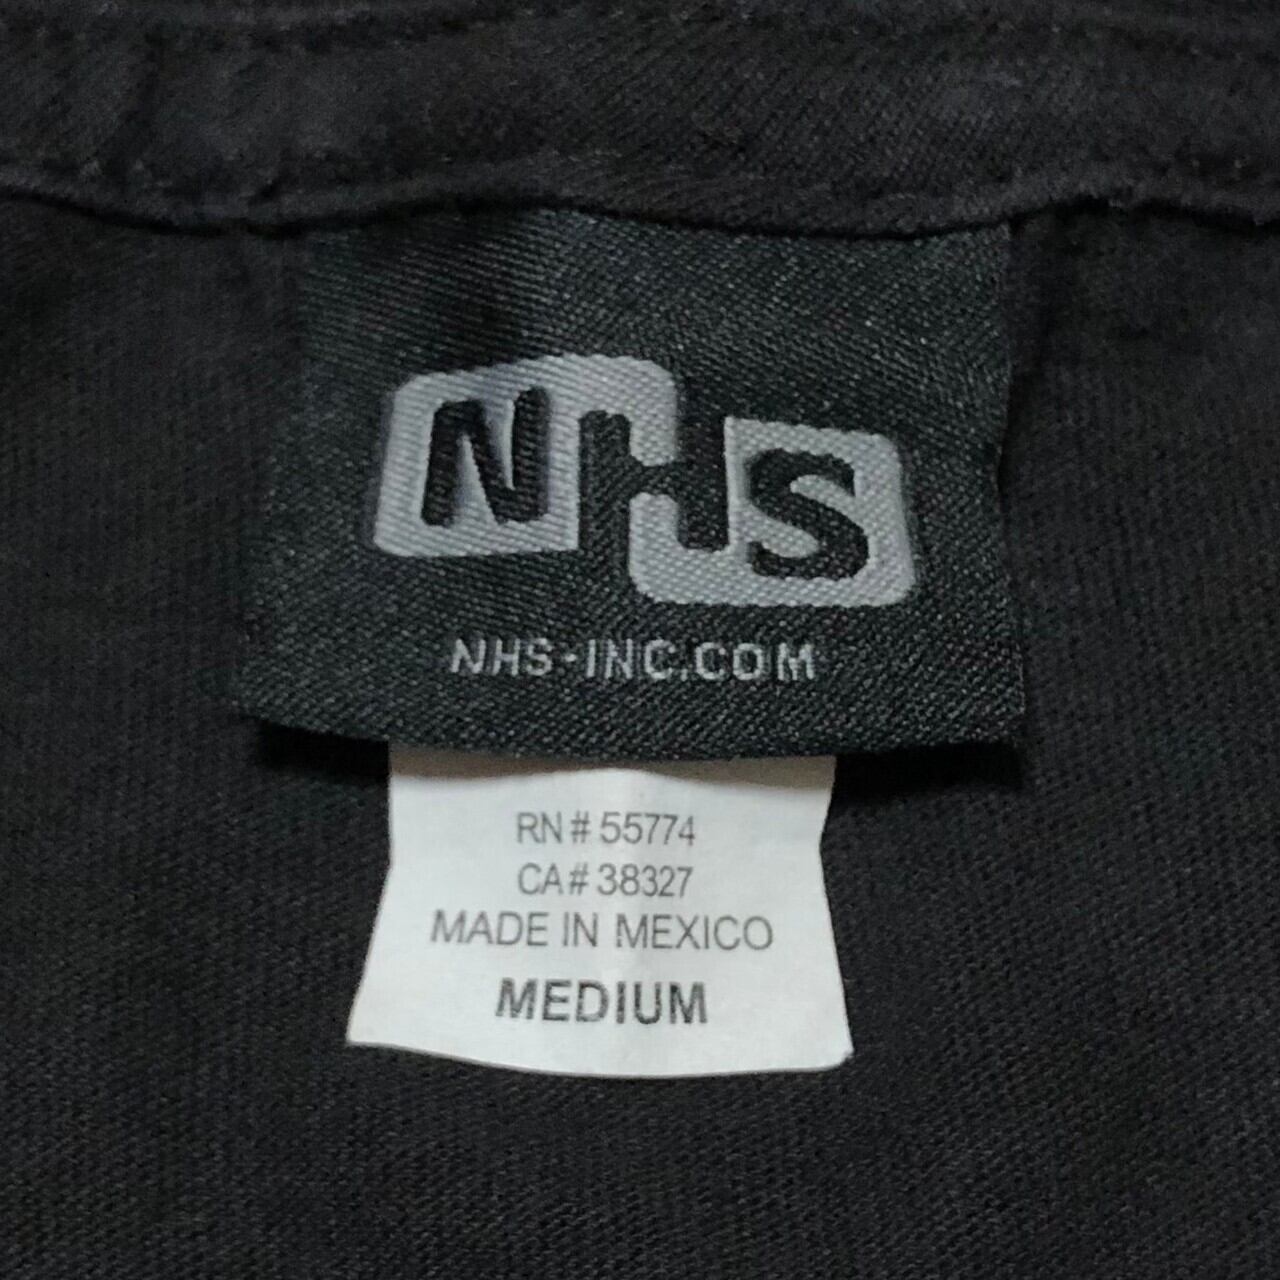 NHS
NHS-INC.COM
RN # 55774
CA# 38327
MADE IN MEXICO
MEDIUM